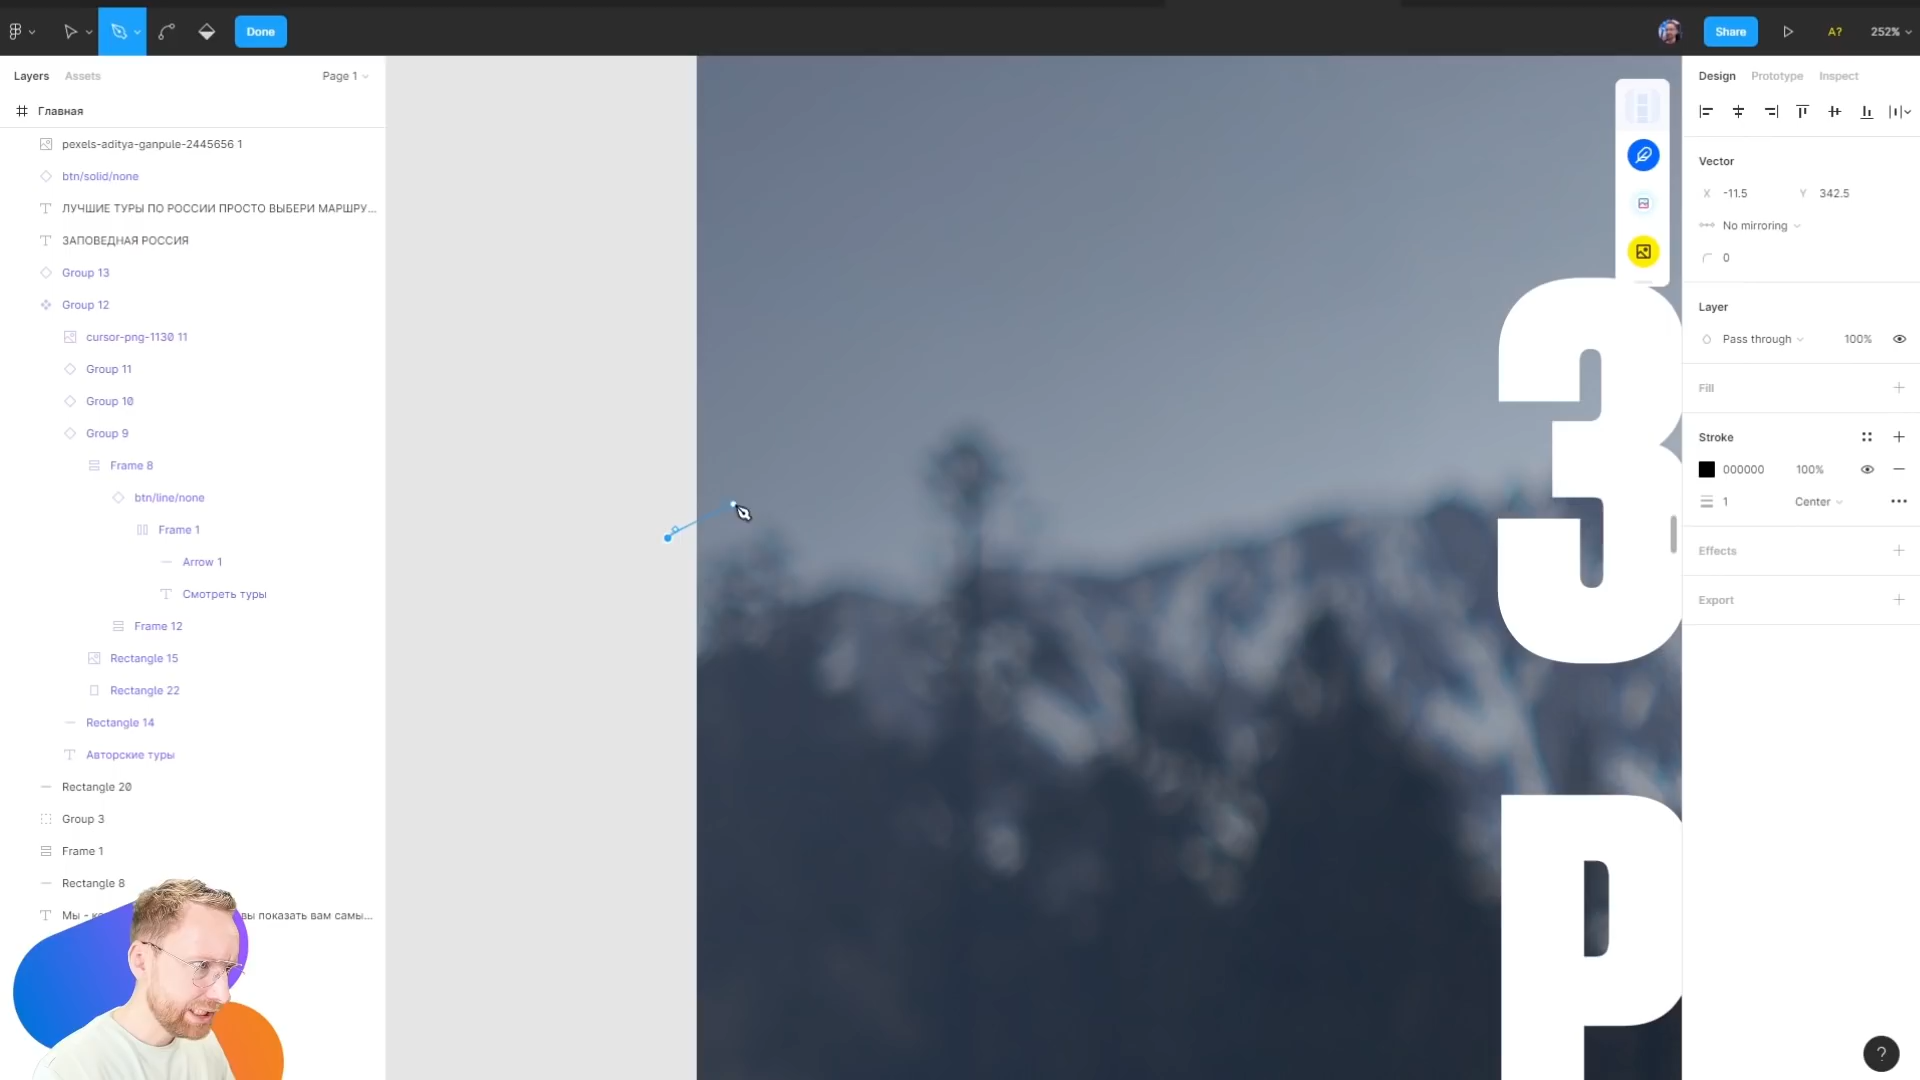 Done
Share
A?
252%
Layers
Assets
Page 1
Главная
pexels-aditya-ganpule-2445656 1
btn/solid/none
ЛУЧШИЕ ТУРЫ ПО РОССИИ ПРОСТО ВЫБЕРИ МАРШРУ...
ЗАПОВЕДНАЯ РОССИЯ
Group 13
Group 12
cursor-png-1130 11
Group 11
Group 10
Group 9
Frame 8
btn/line/none
Frame 1
Arrow 1
Смотреть туры
Frame 12
Rectangle 15
Rectangle 22
Rectangle 14
Авторские туры
Rectangle 20
Group 3
Frame 1
Rectangle 8
Мы - вы показать вам самы...
З
Р
Design
Prototype
Inspect
Vector
X -11.5
Y 342.5
No mirroring
0
Layer
Pass through
100%
Fill
Stroke
000000
100%
1
Center
Effects
Export
?